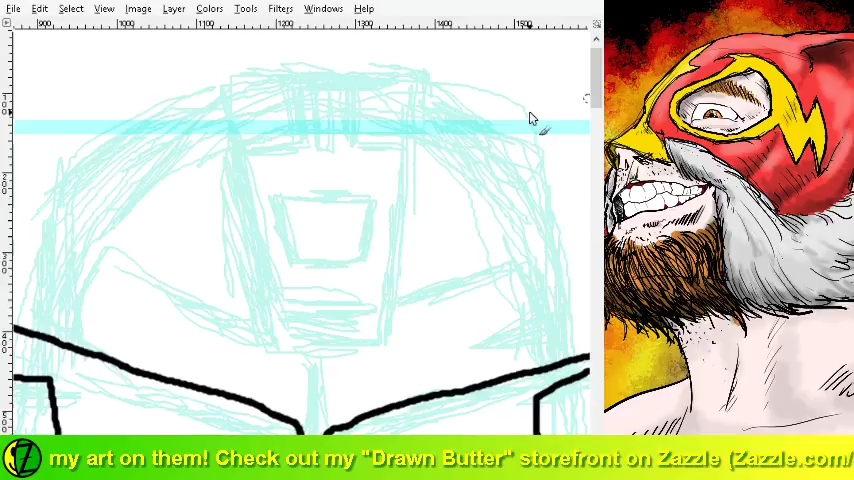 File Edit Select View Image Layer Colors Tools Filters Windows Help
900 1000 1100 1200 1300 1400 1500
my art on them! Check out my "Drawn Butter" storefront on Zazzle (Zazzle.com/